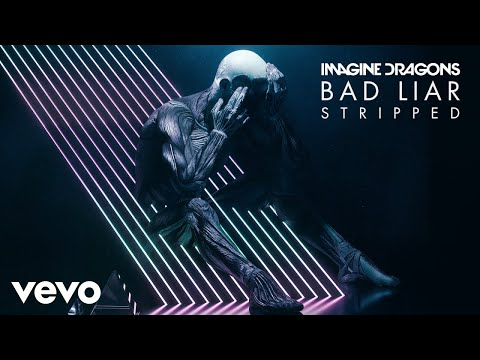 IMAGINE DRAGONS
BAD LIAR
STRIPPED
vevo